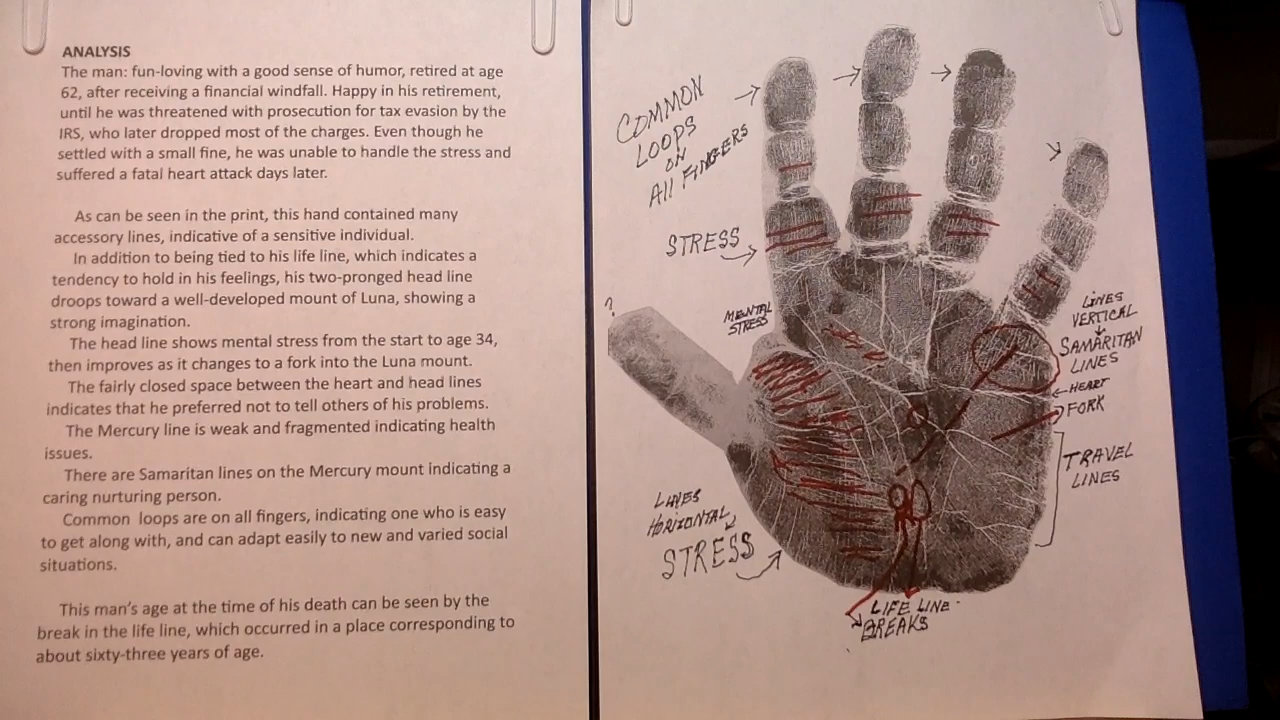 ANALYSIS
The man: fun-loving with a good sense of humor, retired at age
62, after receiving a financial windfall. Happy in his retirement,
until he was threatened with prosecution for tax evasion by the
IRS, who later dropped most of the charges. Even though he
settled with a small fine, he was unable to handle the stress and
suffered a fatal heart attack days later.
As can be seen in the print, this hand contained many
accessory lines, indicative of a sensitive individual.
In addition to being tied to his life line, which indicates a
tendency to hold in his feelings, his two-pronged head line
droops toward a well-developed mount of Luna, showing a
strong imagination.
The head line shows mental stress from the start to age 34,
then improves as it changes to a fork into the Luna mount.
The fairly closed space between the heart and head lines
indicates that he preferred not to tell others of his problems.
The Mercury line is weak and fragmented indicating health
issues.
There are Samaritan lines on the Mercury mount indicating a
caring nurturing person.
Common loops are on all fingers, indicating one who is easy
to get along with, and can adapt easily to new and varied social
situations.
This man's age at the time of his death can be seen by the
break in the life line, which occurred in a place corresponding to
about sixty-three years of age.
COMMON
LOOPS
ON
All FINGERS
STRESS
?
MENTAL
STRESS
LINES
VERTICAL
SAMARITAN
LINES
HEART
FORK
TRAVEL
LINES
LINES
HORIZONTAL
STRESS
LIFE LINE
BREAKS